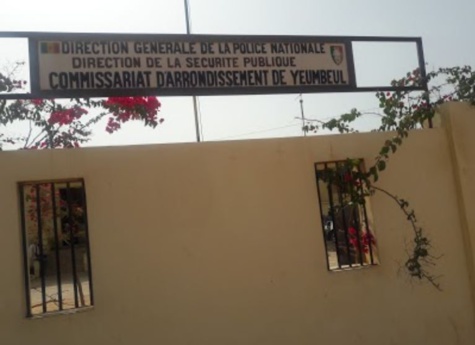 DIRECTION GENERALE DE LA POLICE NATIONALE
DIRECTION DE LA SECURITE PUBLIQUE
COMMISSARIAT D'ARRONDISSEMENT DE YEUMBEUL